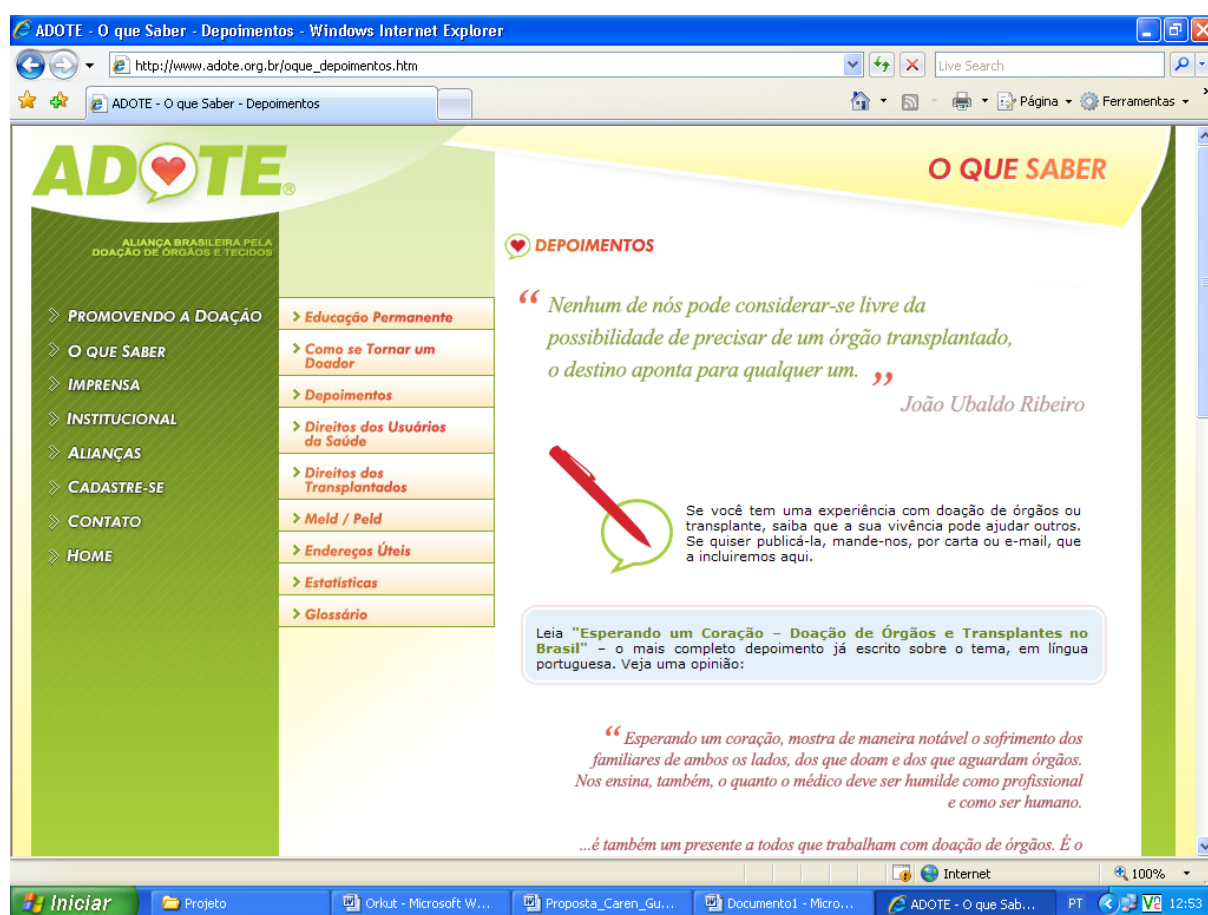 ADOTE - O que Saber - Depoimentos - Windows Internet Explorer
http://www.adote.org.br/oque_depoimentos.htm
Live Search
ADOTE - O que Saber - Depoimentos
Página
Ferramentas
ADOTE®
ALIANÇA BRASILEIRA PELA
DOAÇÃO DE ÓRGÃOS E TECIDOS
O QUE SABER
PROMOVENDO A DOAÇÃO
O QUE SABER
IMPRENSA
INSTITUCIONAL
ALIANÇAS
CADASTRE-SE
CONTATO
HOME
Educação Permanente
Como se Tornar um
Doador
Depoimentos
Direitos dos Usuários
da Saúde
Direitos dos
Transplantados
Meld / Peld
Endereços Úteis
Estatísticas
Glossário
DEPOIMENTOS
“ Nenhum de nós pode considerar-se livre da
possibilidade de precisar de um órgão transplantado,
o destino aponta para qualquer um. ”
João Ubaldo Ribeiro
Se você tem uma experiência com doação de órgãos ou
transplante, saiba que a sua vivência pode ajudar outros.
Se quiser publicá-la, mande-nos, por carta ou e-mail, que
a incluiremos aqui.
Leia "Esperando um Coração – Doação de Órgãos e Transplantes no
Brasil" – o mais completo depoimento já escrito sobre o tema, em língua
portuguesa. Veja uma opinião:
“ Esperando um coração, mostra de maneira notável o sofrimento dos
familiares de ambos os lados, dos que doam e dos que aguardam órgãos.
Nos ensina, também, o quanto o médico deve ser humilde como profissional
e como ser humano.
...é também um presente a todos que trabalham com doação de órgãos. É o
Internet
100%
Iniciar
Projeto
Orkut - Microsoft W...
Proposta_Caren_Gu...
Documento1 - Micro...
ADOTE - O que Sab...
PT
12:53